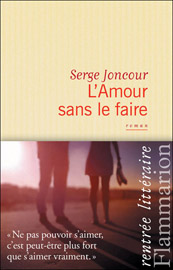 Serge Joncour
L'Amour
sans le faire
roman
« Ne pas pouvoir s'aimer,
c'est peut-être plus fort
que s'aimer vraiment. »
rentrée littéraire
Flammarion